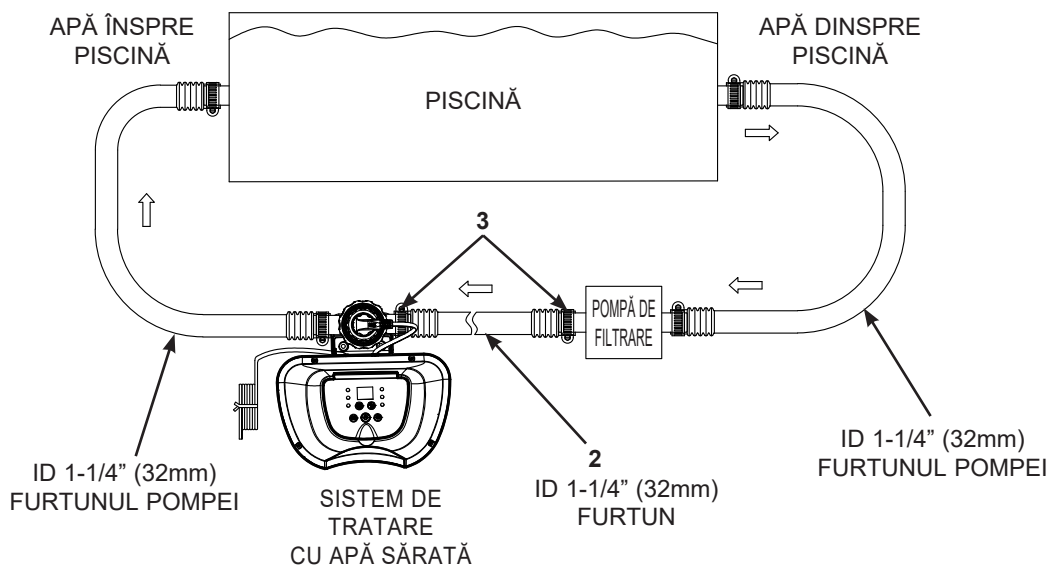 APĂ ÎNSPRE
PISCINĂ
PISCINĂ
APĂ DINSPRE
PISCINĂ
3
POMPĂ DE
FILTRARE
ID 1-1/4” (32mm)
FURTUNUL POMPEI
SISTEM DE
TRATARE
CU APĂ SĂRATĂ
2
ID 1-1/4” (32mm)
FURTUN
ID 1-1/4” (32mm)
FURTUNUL POMPEI